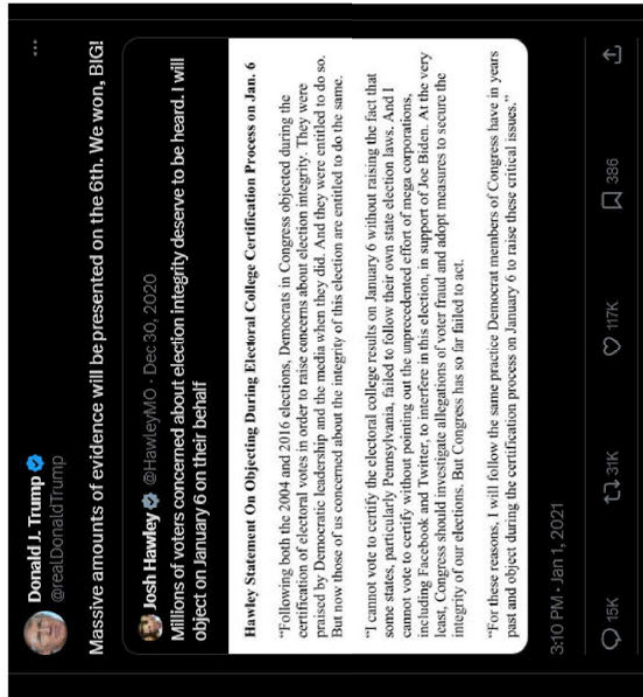 Donald J. Trump
@realDonaldTrump
Massive amounts of evidence will be presented on the 6th. We won, BIG!
Josh Hawley @HawleyMO · Dec 30, 2020
Millions of voters concerned about election integrity deserve to be heard. I will
object on January 6 on their behalf
Hawley Statement On Objecting During Electoral College Certification Process on Jan. 6
“Following both the 2004 and 2016 elections, Democrats in Congress objected during the
certification of electoral votes in order to raise concerns about election integrity. They were
praised by Democratic leadership and the media when they did. And they were entitled to do so.
But now those of us concerned about the integrity of this election are entitled to do the same.
“I cannot vote to certify the electoral college results on January 6 without raising the fact that
some states, particularly Pennsylvania, failed to follow their own state election laws. And I
cannot vote to certify without pointing out the unprecedented effort of mega corporations,
including Facebook and Twitter, to interfere in this election, in support of Joe Biden. At the very
least, Congress should investigate allegations of voter fraud and adopt measures to secure the
integrity of our elections. But Congress has so far failed to act.
“For these reasons, I will follow the same practice Democrat members of Congress have in years
past and object during the certification process on January 6 to raise these critical issues.”
3:10 PM · Jan 1, 2021
15K 31K 117K 386